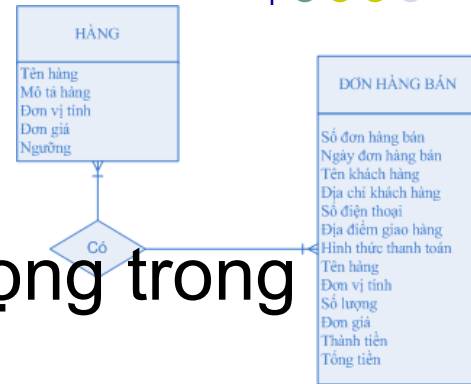 HÀNG
Tên hàng
Mô tả hàng
Đơn vị tính
Đơn giá
Ngưỡng
ĐƠN HÀNG BÁN
Số đơn hàng bán
Ngày đơn hàng bán
Tên khách hàng
Địa chỉ khách hàng
Số điện thoại
Địa điểm giao hàng
Hình thức thanh toán
Tên hàng
Đơn vị tính
Số lượng
Đơn giá
Thành tiền
Tổng tiền
Có
ọng trong